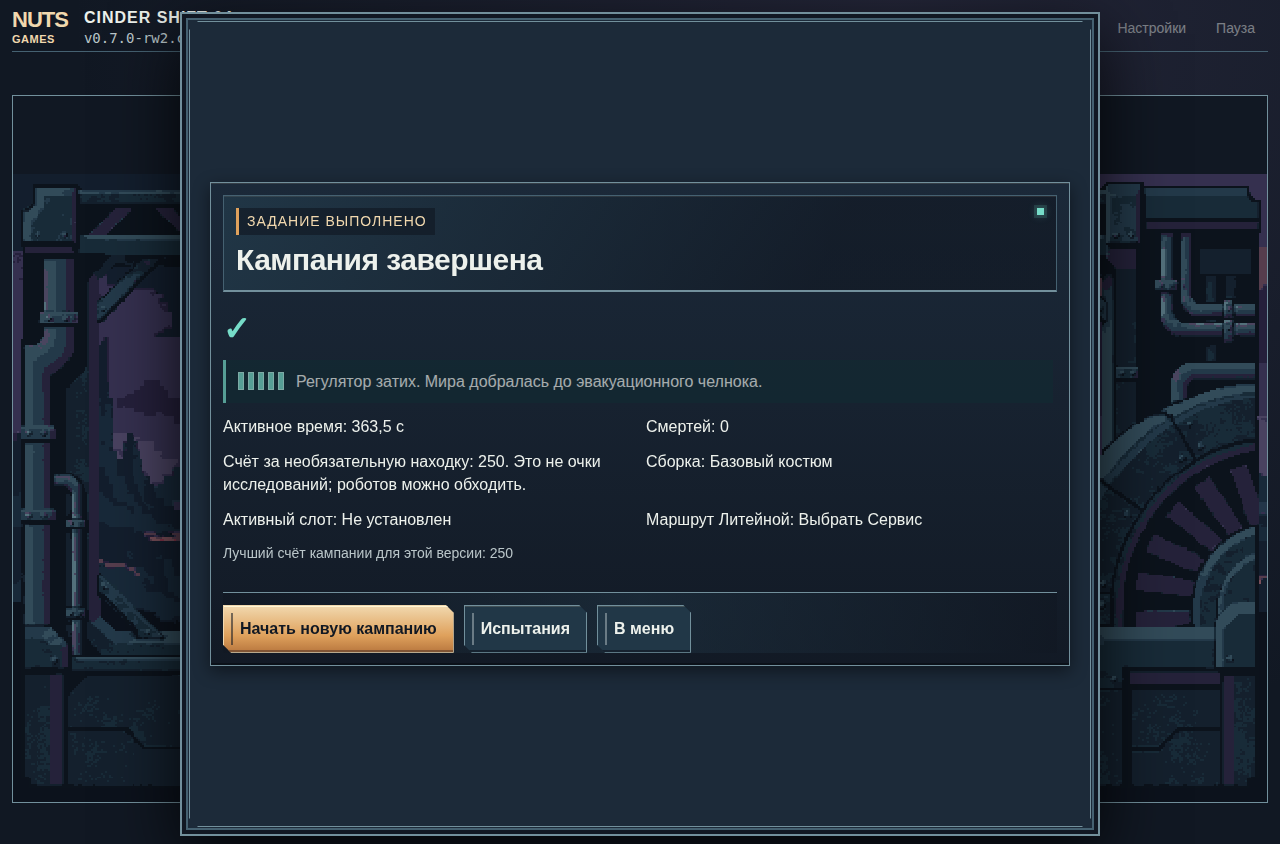 NUTS
GAMES
CINDER
v0.7.0-rw2.
Настройки
Пауза
ЗАДАНИЕ ВЫПОЛНЕНО
Кампания завершена
✓
Регулятор затих. Мира добралась до эвакуационного челнока.
Активное время: 363,5 с
Смертей: 0
Счёт за необязательную находку: 250. Это не очки
исследований; роботов можно обходить.
Сборка: Базовый костюм
Активный слот: Не установлен
Маршрут Литейной: Выбрать Сервис
Лучший счёт кампании для этой версии: 250
Начать новую кампанию
Испытания
В меню